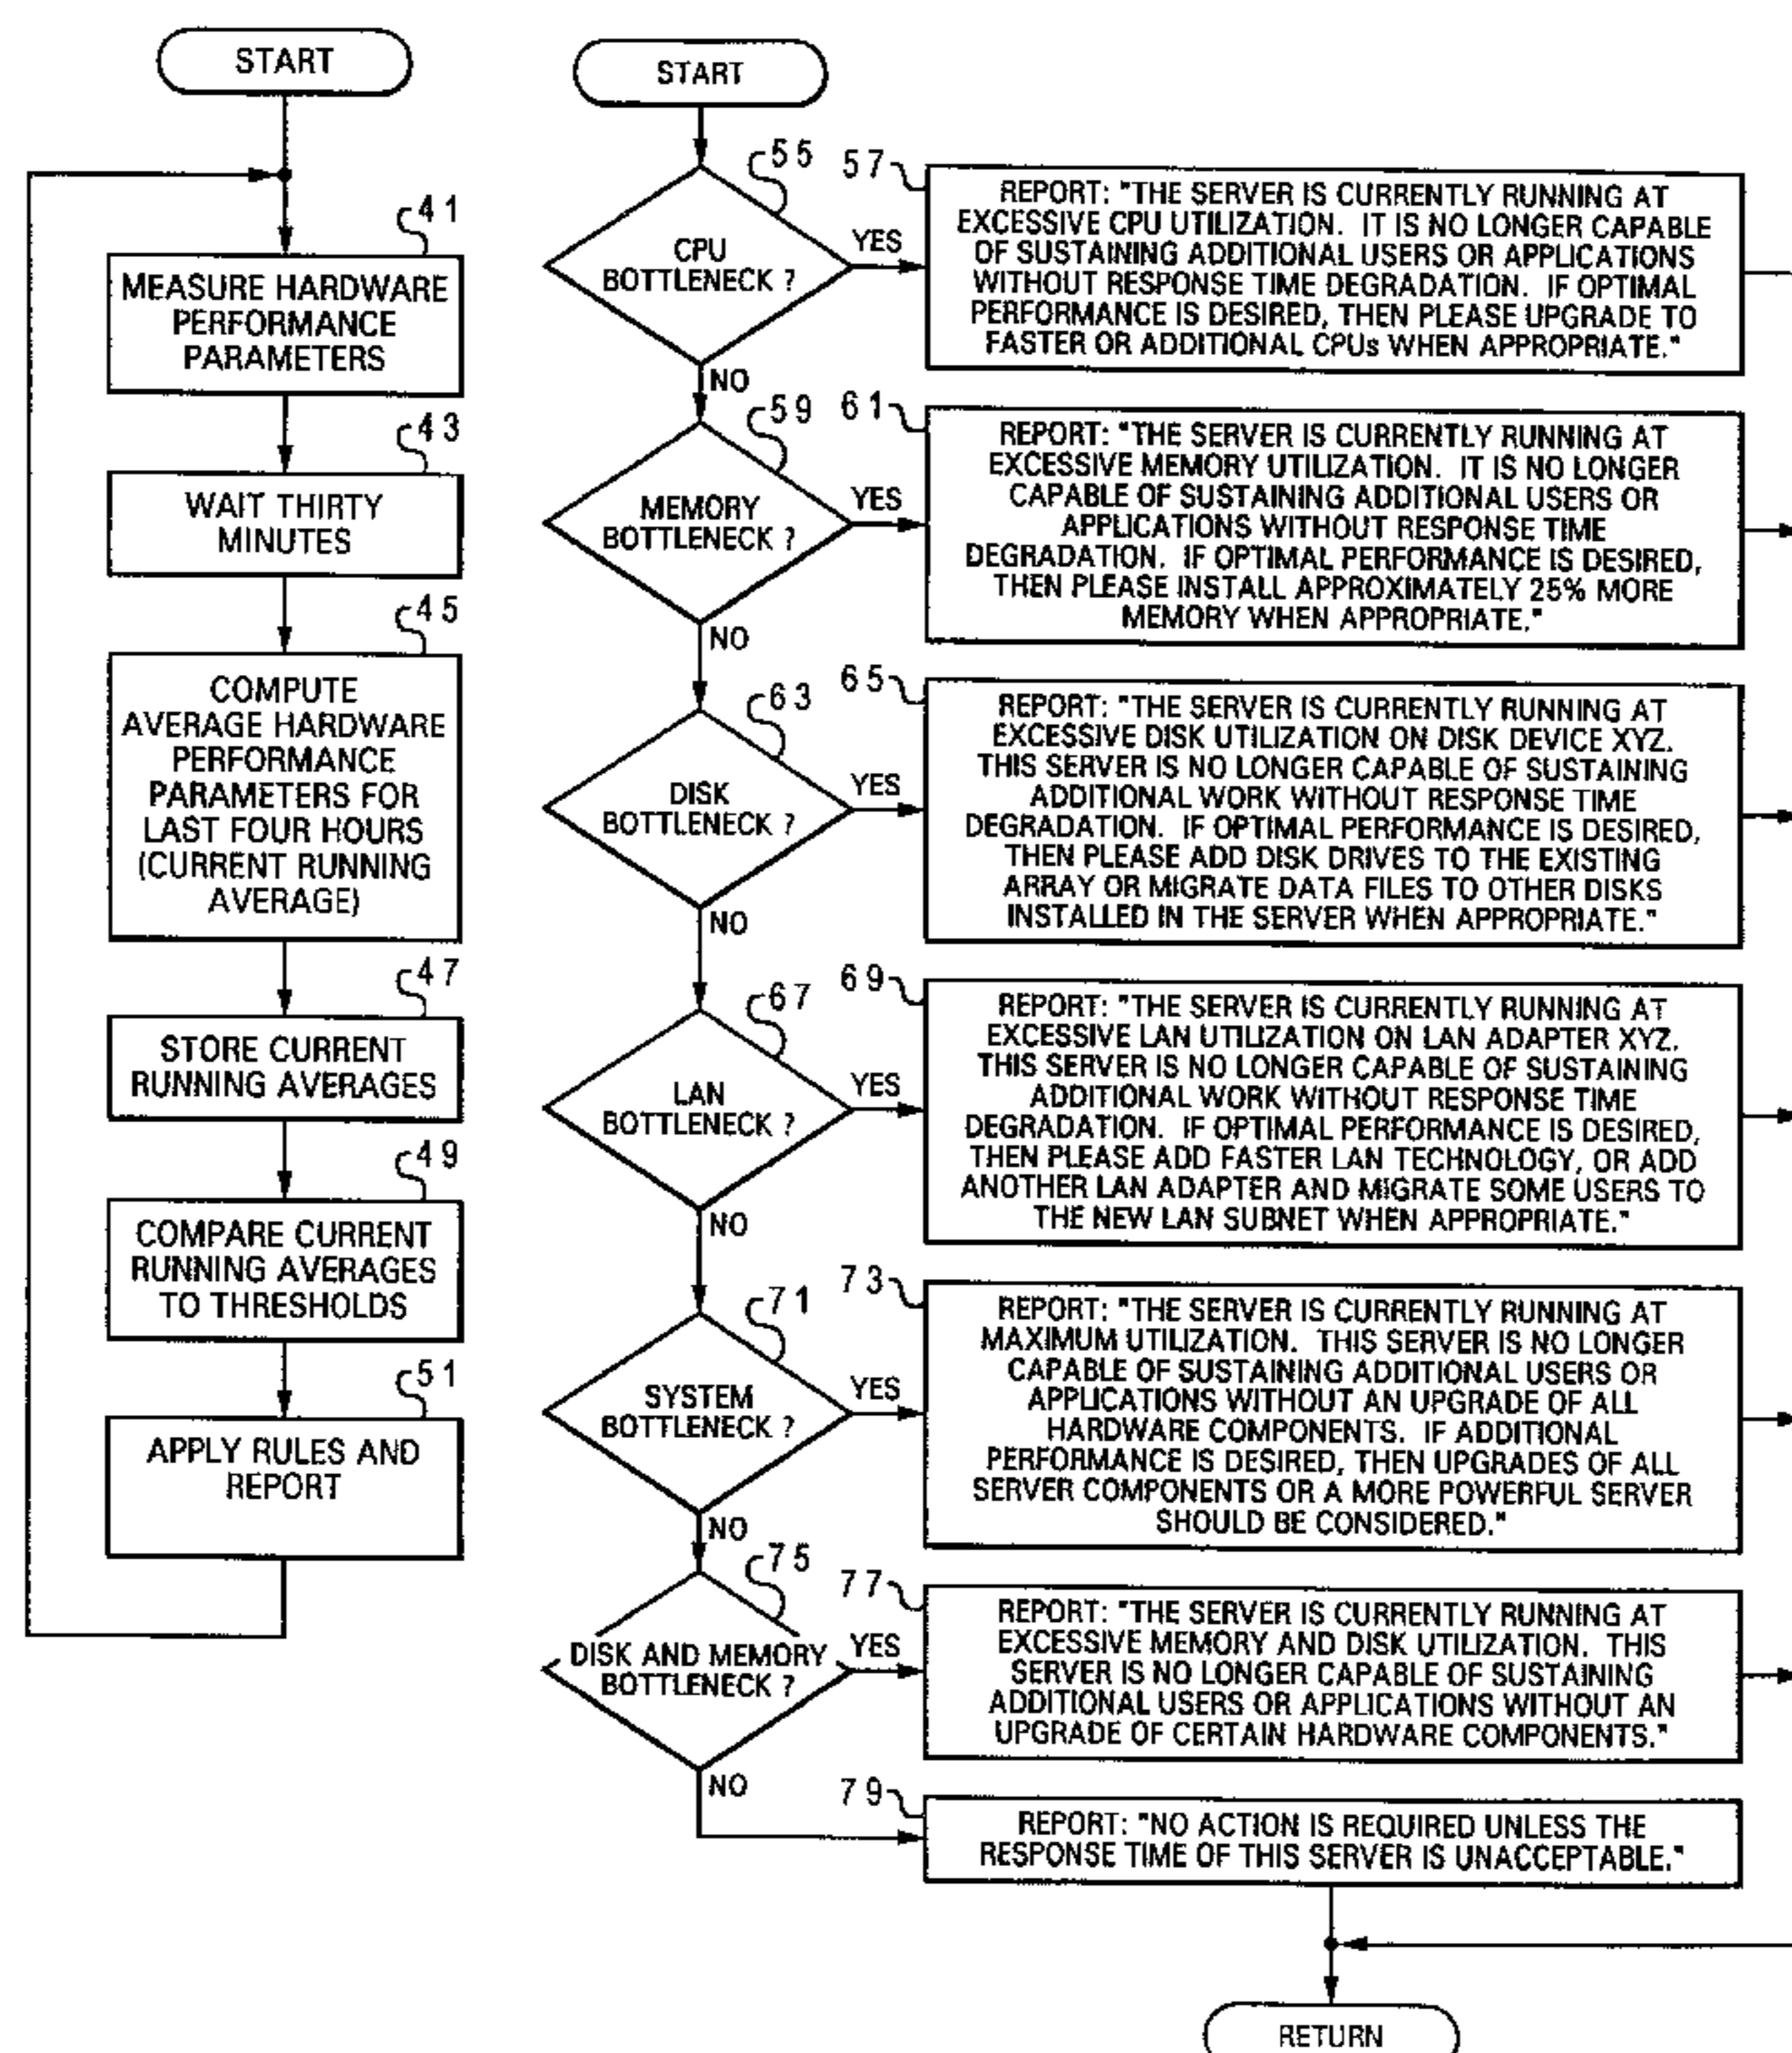 START
41
MEASURE HARDWARE
PERFORMANCE
PARAMETERS
43
WAIT THIRTY
MINUTES
45
COMPUTE
AVERAGE HARDWARE
PERFORMANCE
PARAMETERS FOR
LAST FOUR HOURS
(CURRENT RUNNING
AVERAGE)
47
STORE CURRENT
RUNNING AVERAGES
49
COMPARE CURRENT
RUNNING AVERAGES
TO THRESHOLDS
51
APPLY RULES AND
REPORT
START
55
CPU
BOTTLENECK ?
YES
NO
57
REPORT: "THE SERVER IS CURRENTLY RUNNING AT
EXCESSIVE CPU UTILIZATION. IT IS NO LONGER CAPABLE
OF SUSTAINING ADDITIONAL USERS OR APPLICATIONS
WITHOUT RESPONSE TIME DEGRADATION. IF OPTIMAL
PERFORMANCE IS DESIRED, THEN PLEASE UPGRADE TO
FASTER OR ADDITIONAL CPUs WHEN APPROPRIATE."
59
MEMORY
BOTTLENECK ?
YES
NO
61
REPORT: "THE SERVER IS CURRENTLY RUNNING AT
EXCESSIVE MEMORY UTILIZATION. IT IS NO LONGER
CAPABLE OF SUSTAINING ADDITIONAL USERS OR
APPLICATIONS WITHOUT RESPONSE TIME
DEGRADATION. IF OPTIMAL PERFORMANCE IS DESIRED,
THEN PLEASE INSTALL APPROXIMATELY 25% MORE
MEMORY WHEN APPROPRIATE."
63
DISK
BOTTLENECK ?
YES
NO
65
REPORT: "THE SERVER IS CURRENTLY RUNNING AT
EXCESSIVE DISK UTILIZATION ON DISK DEVICE XYZ.
THIS SERVER IS NO LONGER CAPABLE OF SUSTAINING
ADDITIONAL WORK WITHOUT RESPONSE TIME
DEGRADATION. IF OPTIMAL PERFORMANCE IS DESIRED,
THEN PLEASE ADD DISK DRIVES TO THE EXISTING
ARRAY OR MIGRATE DATA FILES TO OTHER DISKS
INSTALLED IN THE SERVER WHEN APPROPRIATE."
67
LAN
BOTTLENECK ?
YES
NO
69
REPORT: "THE SERVER IS CURRENTLY RUNNING AT
EXCESSIVE LAN UTILIZATION ON LAN ADAPTER XYZ.
THIS SERVER IS NO LONGER CAPABLE OF SUSTAINING
ADDITIONAL WORK WITHOUT RESPONSE TIME
DEGRADATION. IF OPTIMAL PERFORMANCE IS DESIRED,
THEN PLEASE ADD FASTER LAN TECHNOLOGY, OR ADD
ANOTHER LAN ADAPTER AND MIGRATE SOME USERS TO
THE NEW LAN SUBNET WHEN APPROPRIATE."
71
SYSTEM
BOTTLENECK ?
YES
NO
73
REPORT: "THE SERVER IS CURRENTLY RUNNING AT
MAXIMUM UTILIZATION. THIS SERVER IS NO LONGER
CAPABLE OF SUSTAINING ADDITIONAL USERS OR
APPLICATIONS WITHOUT AN UPGRADE OF ALL
HARDWARE COMPONENTS. IF ADDITIONAL
PERFORMANCE IS DESIRED, THEN UPGRADES OF ALL
SERVER COMPONENTS OR A MORE POWERFUL SERVER
SHOULD BE CONSIDERED."
75
DISK AND MEMORY
BOTTLENECK ?
YES
NO
77
REPORT: "THE SERVER IS CURRENTLY RUNNING AT
EXCESSIVE MEMORY AND DISK UTILIZATION. THIS
SERVER IS NO LONGER CAPABLE OF SUSTAINING
ADDITIONAL USERS OR APPLICATIONS WITHOUT AN
UPGRADE OF CERTAIN HARDWARE COMPONENTS."
79
REPORT: "NO ACTION IS REQUIRED UNLESS THE
RESPONSE TIME OF THIS SERVER IS UNACCEPTABLE."
RETURN